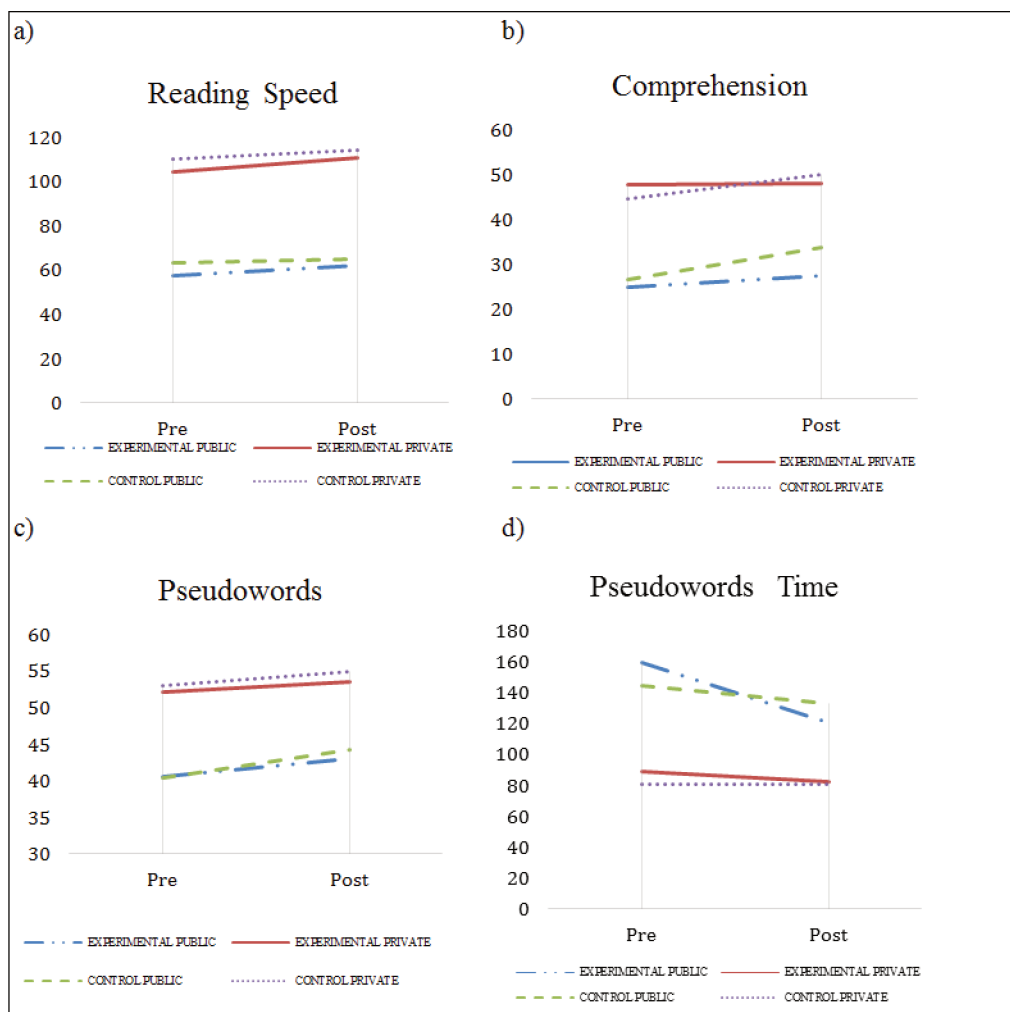 a)
Reading Speed
120
100
80
60
40
20
0
Pre Post
EXPERIMENTAL PUBLIC EXPERIMENTAL PRIVATE
CONTROL PUBLIC CONTROL PRIVATE
b)
Comprehension
60
50
40
30
20
10
0
Pre Post
EXPERIMENTAL PUBLIC EXPERIMENTAL PRIVATE
CONTROL PUBLIC CONTROL PRIVATE
c)
Pseudowords
60
55
50
45
40
35
30
Pre Post
EXPERIMENTAL PUBLIC EXPERIMENTAL PRIVATE
CONTROL PUBLIC CONTROL PRIVATE
d)
Pseudowords Time
180
160
140
120
100
80
60
40
20
0
Pre Post
EXPERIMENTAL PUBLIC EXPERIMENTAL PRIVATE
CONTROL PUBLIC CONTROL PRIVATE